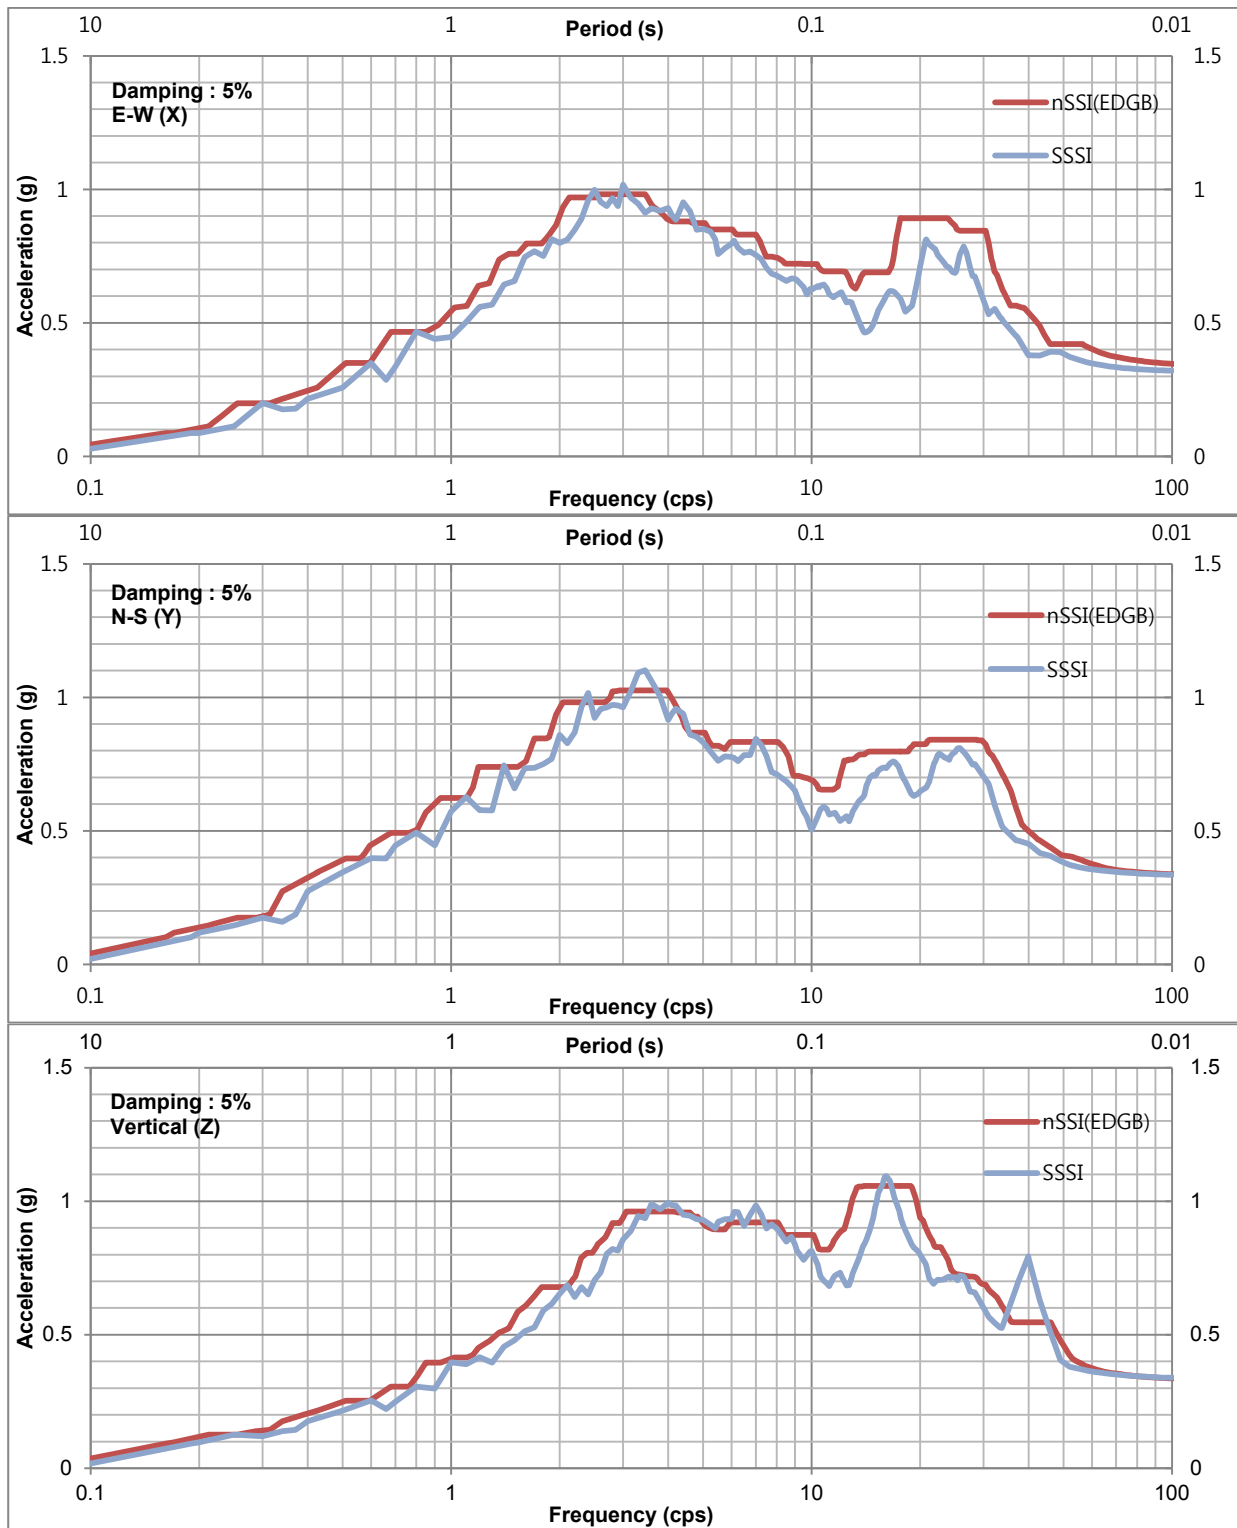 10 1 Period (s) 0.1 0.01
1.5 1.5
Damping : 5%
E-W (X)
nSSI(EDGB)
SSSI
1 1
Acceleration (g)
0.5 0.5
0 0
0.1 1 10 100
Frequency (cps)
10 1 Period (s) 0.1 0.01
1.5 1.5
Damping : 5%
N-S (Y)
nSSI(EDGB)
SSSI
1 1
Acceleration (g)
0.5 0.5
0 0
0.1 1 10 100
Frequency (cps)
10 1 Period (s) 0.1 0.01
1.5 1.5
Damping : 5%
Vertical (Z)
nSSI(EDGB)
SSSI
1 1
Acceleration (g)
0.5 0.5
0 0
0.1 1 10 100
Frequency (cps)